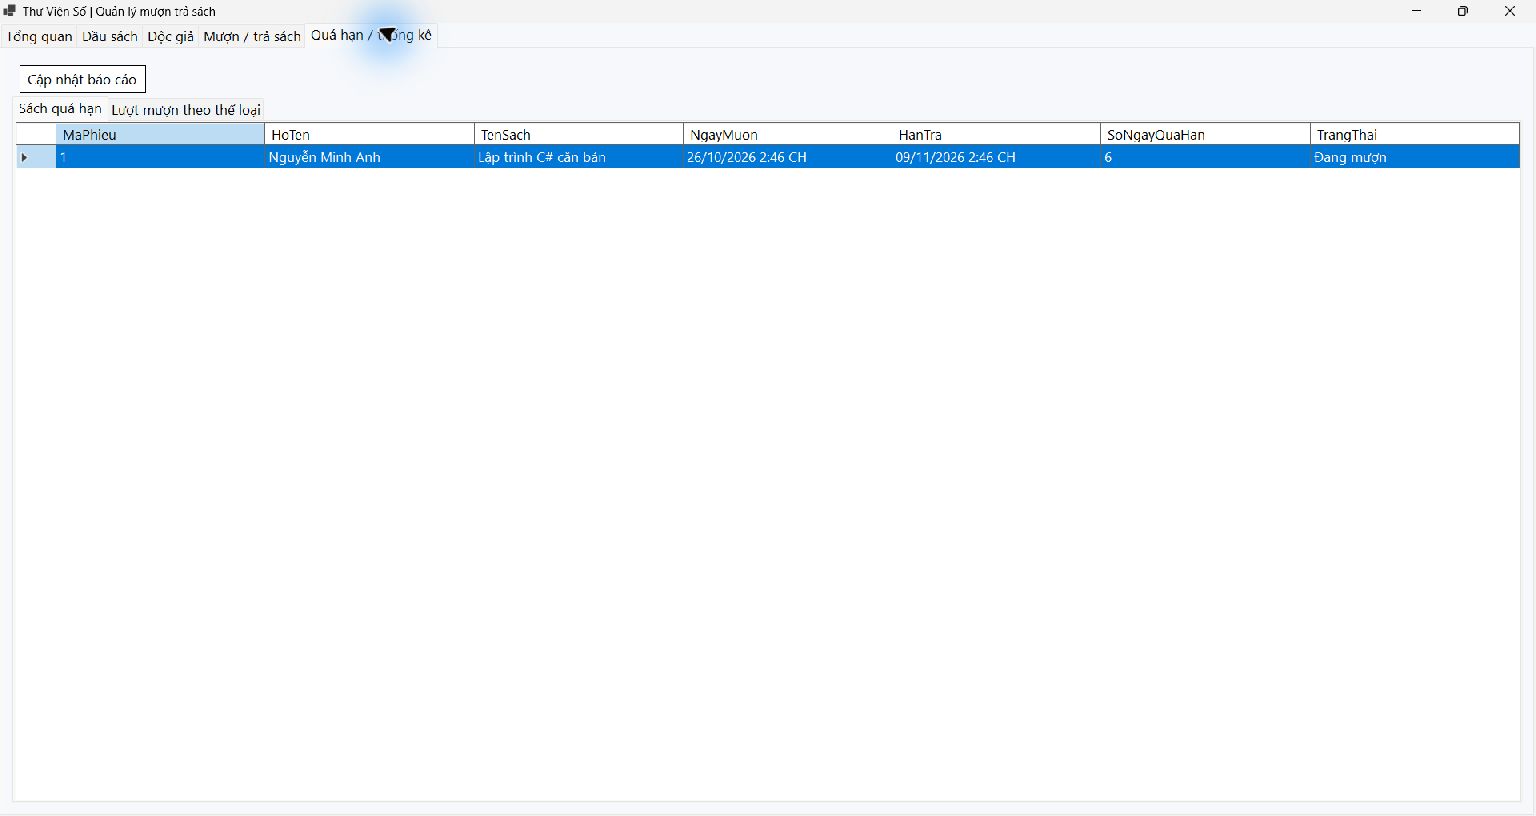 Thư Viện Số | Quản lý mượn trả sách
Tổng quan Đầu sách Độc giả Mượn / trả sách Quá hạn / thống kê
Cập nhật báo cáo
Sách quá hạn Lượt mượn theo thể loại
MaPhieu HoTen TenSach NgayMuon HanTra SoNgayQuaHan TrangThai
1 Nguyễn Minh Anh Lập trình C# căn bản 26/10/2026 2:46 CH 09/11/2026 2:46 CH 6 Đang mượn